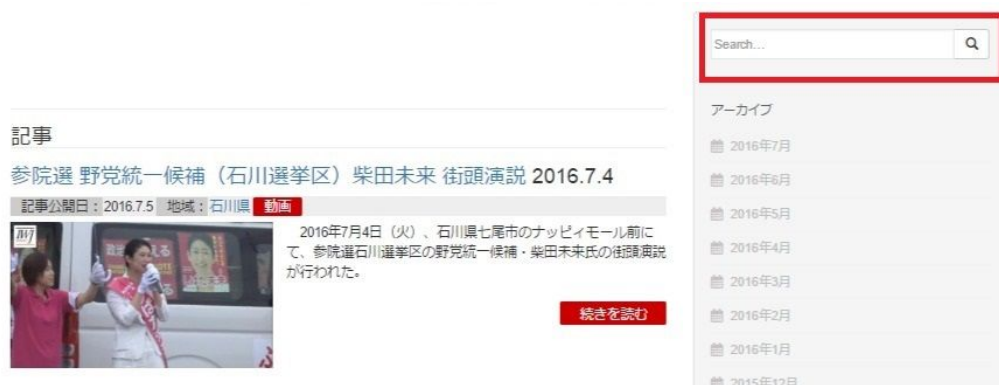 Search...
アーカイブ
2016年7月
2016年6月
2016年5月
2016年4月
2016年3月
2016年2月
2016年1月
2015年12月
記事
参院選 野党統一候補（石川選挙区）柴田未来 街頭演説 2016.7.4
記事公開日：2016.7.5 地域：石川県 動画
IWJ
2016年7月4日（火）、石川県七尾市のナッピィモール前に
て、参院選石川選挙区の野党統一候補・柴田未来氏の街頭演説
が行われた。
続きを読む